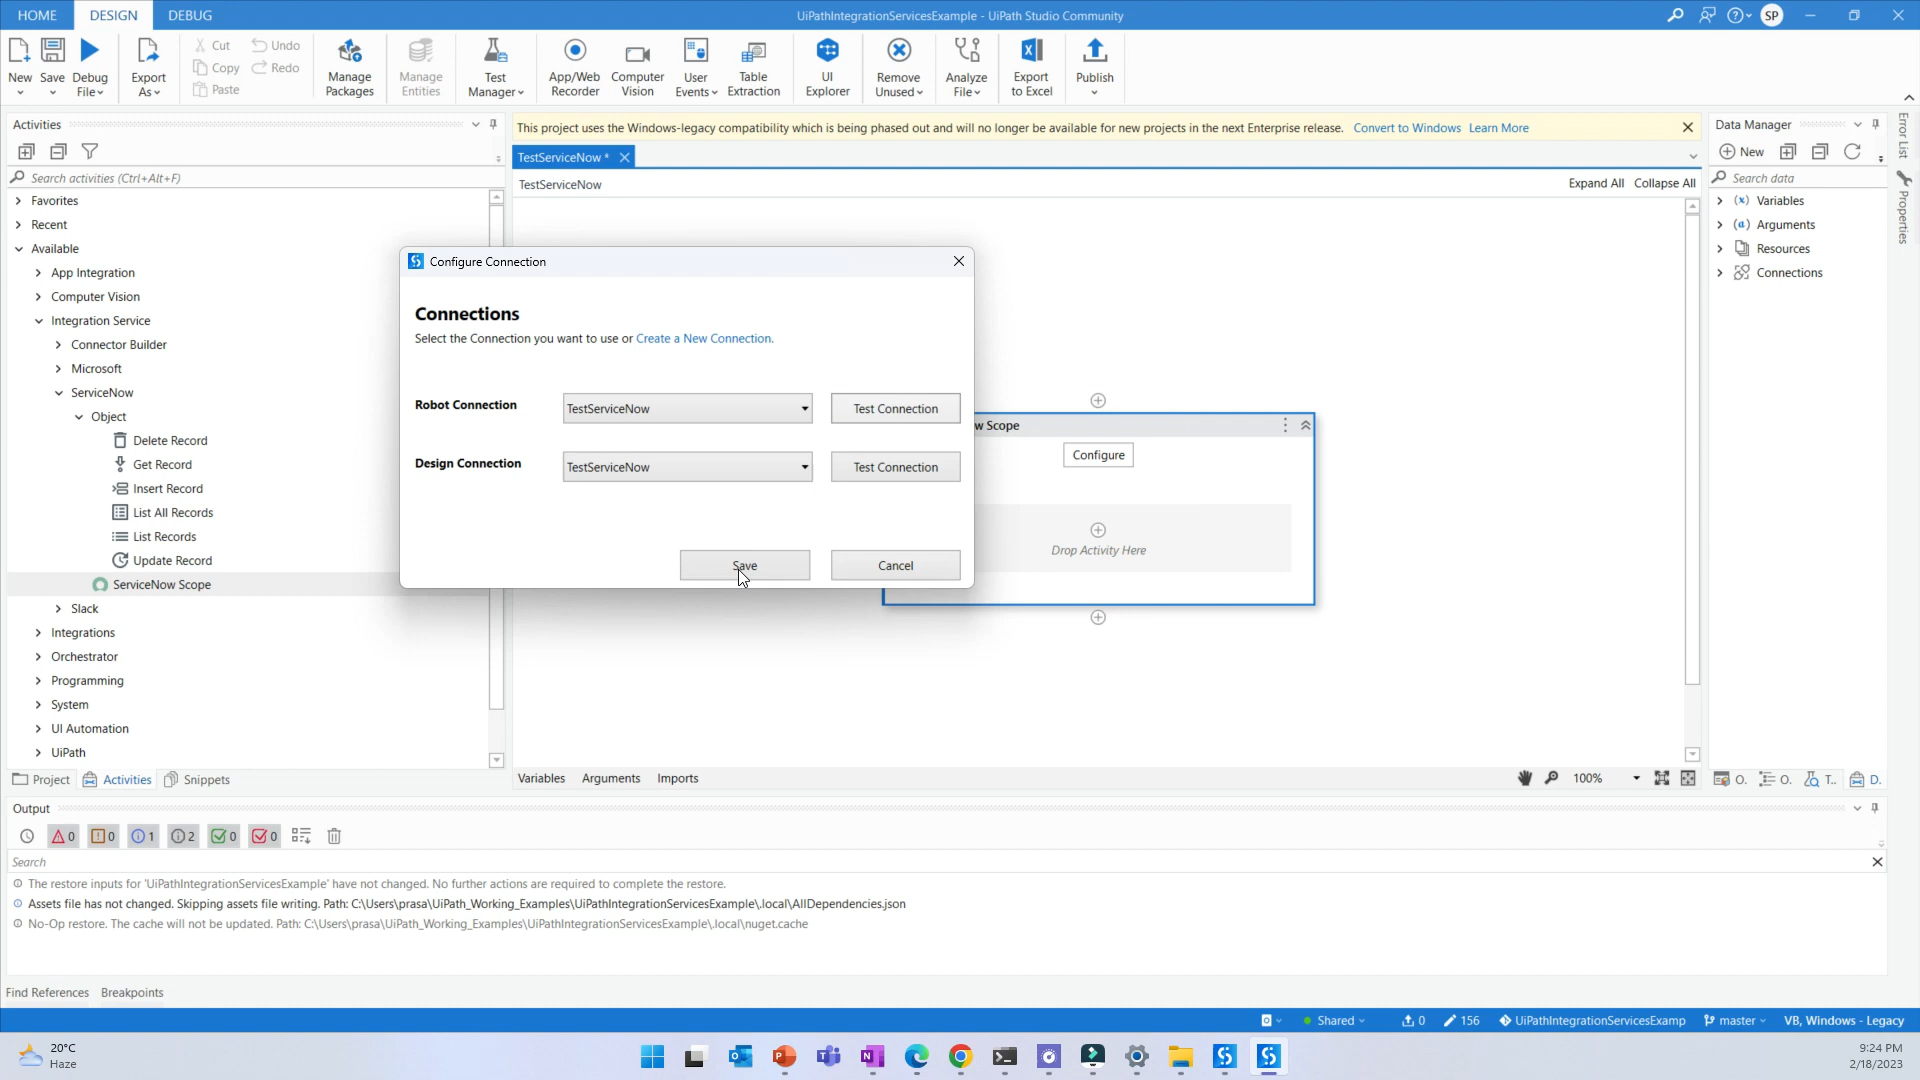 HOME DESIGN DEBUG UiPathIntegrationServicesExample - UiPath Studio Community SP
New Save Debug File Export As Cut Copy Paste Undo Redo Manage Packages Manage Entities Test Manager App/Web Recorder Computer Vision User Events Table Extraction UI Explorer Remove Unused Analyze File Export to Excel Publish
Activities
Search activities (Ctrl+Alt+F)
Favorites
Recent
Available
App Integration
Computer Vision
Integration Service
Connector Builder
Microsoft
ServiceNow
Object
Delete Record
Get Record
Insert Record
List All Records
List Records
Update Record
ServiceNow Scope
Slack
Integrations
Orchestrator
Programming
System
UI Automation
UiPath
Project Activities Snippets
This project uses the Windows-legacy compatibility which is being phased out and will no longer be available for new projects in the next Enterprise release. Convert to Windows Learn More
TestServiceNow *
TestServiceNow Expand All Collapse All
Configure Connection
Connections
Select the Connection you want to use or Create a New Connection.
Robot Connection TestServiceNow Test Connection
Design Connection TestServiceNow Test Connection
Save Cancel
w Scope
Configure
Drop Activity Here
Variables Arguments Imports 100%
Data Manager
New
Search data
Variables
Arguments
Resources
Connections
O. O. T.. D.
Error List
Properties
Output
0 0 1 2 0 0
Search
The restore inputs for 'UiPathIntegrationServicesExample' have not changed. No further actions are required to complete the restore.
Assets file has not changed. Skipping assets file writing. Path: C:\Users\prasa\UiPath_Working_Examples\UiPathIntegrationServicesExample\.local\AllDependencies.json
No-Op restore. The cache will not be updated. Path: C:\Users\prasa\UiPath_Working_Examples\UiPathIntegrationServicesExample\.local\nuget.cache
Find References Breakpoints
Shared 0 156 UiPathIntegrationServicesExamp master VB, Windows - Legacy
20°C
Haze
9:24 PM
2/18/2023